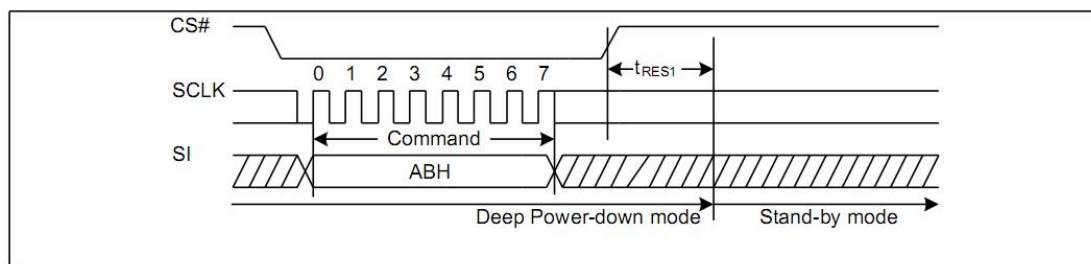 CS#
tRES1
0 1 2 3 4 5 6 7
SCLK
Command
SI
ABH
Deep Power-down mode Stand-by mode